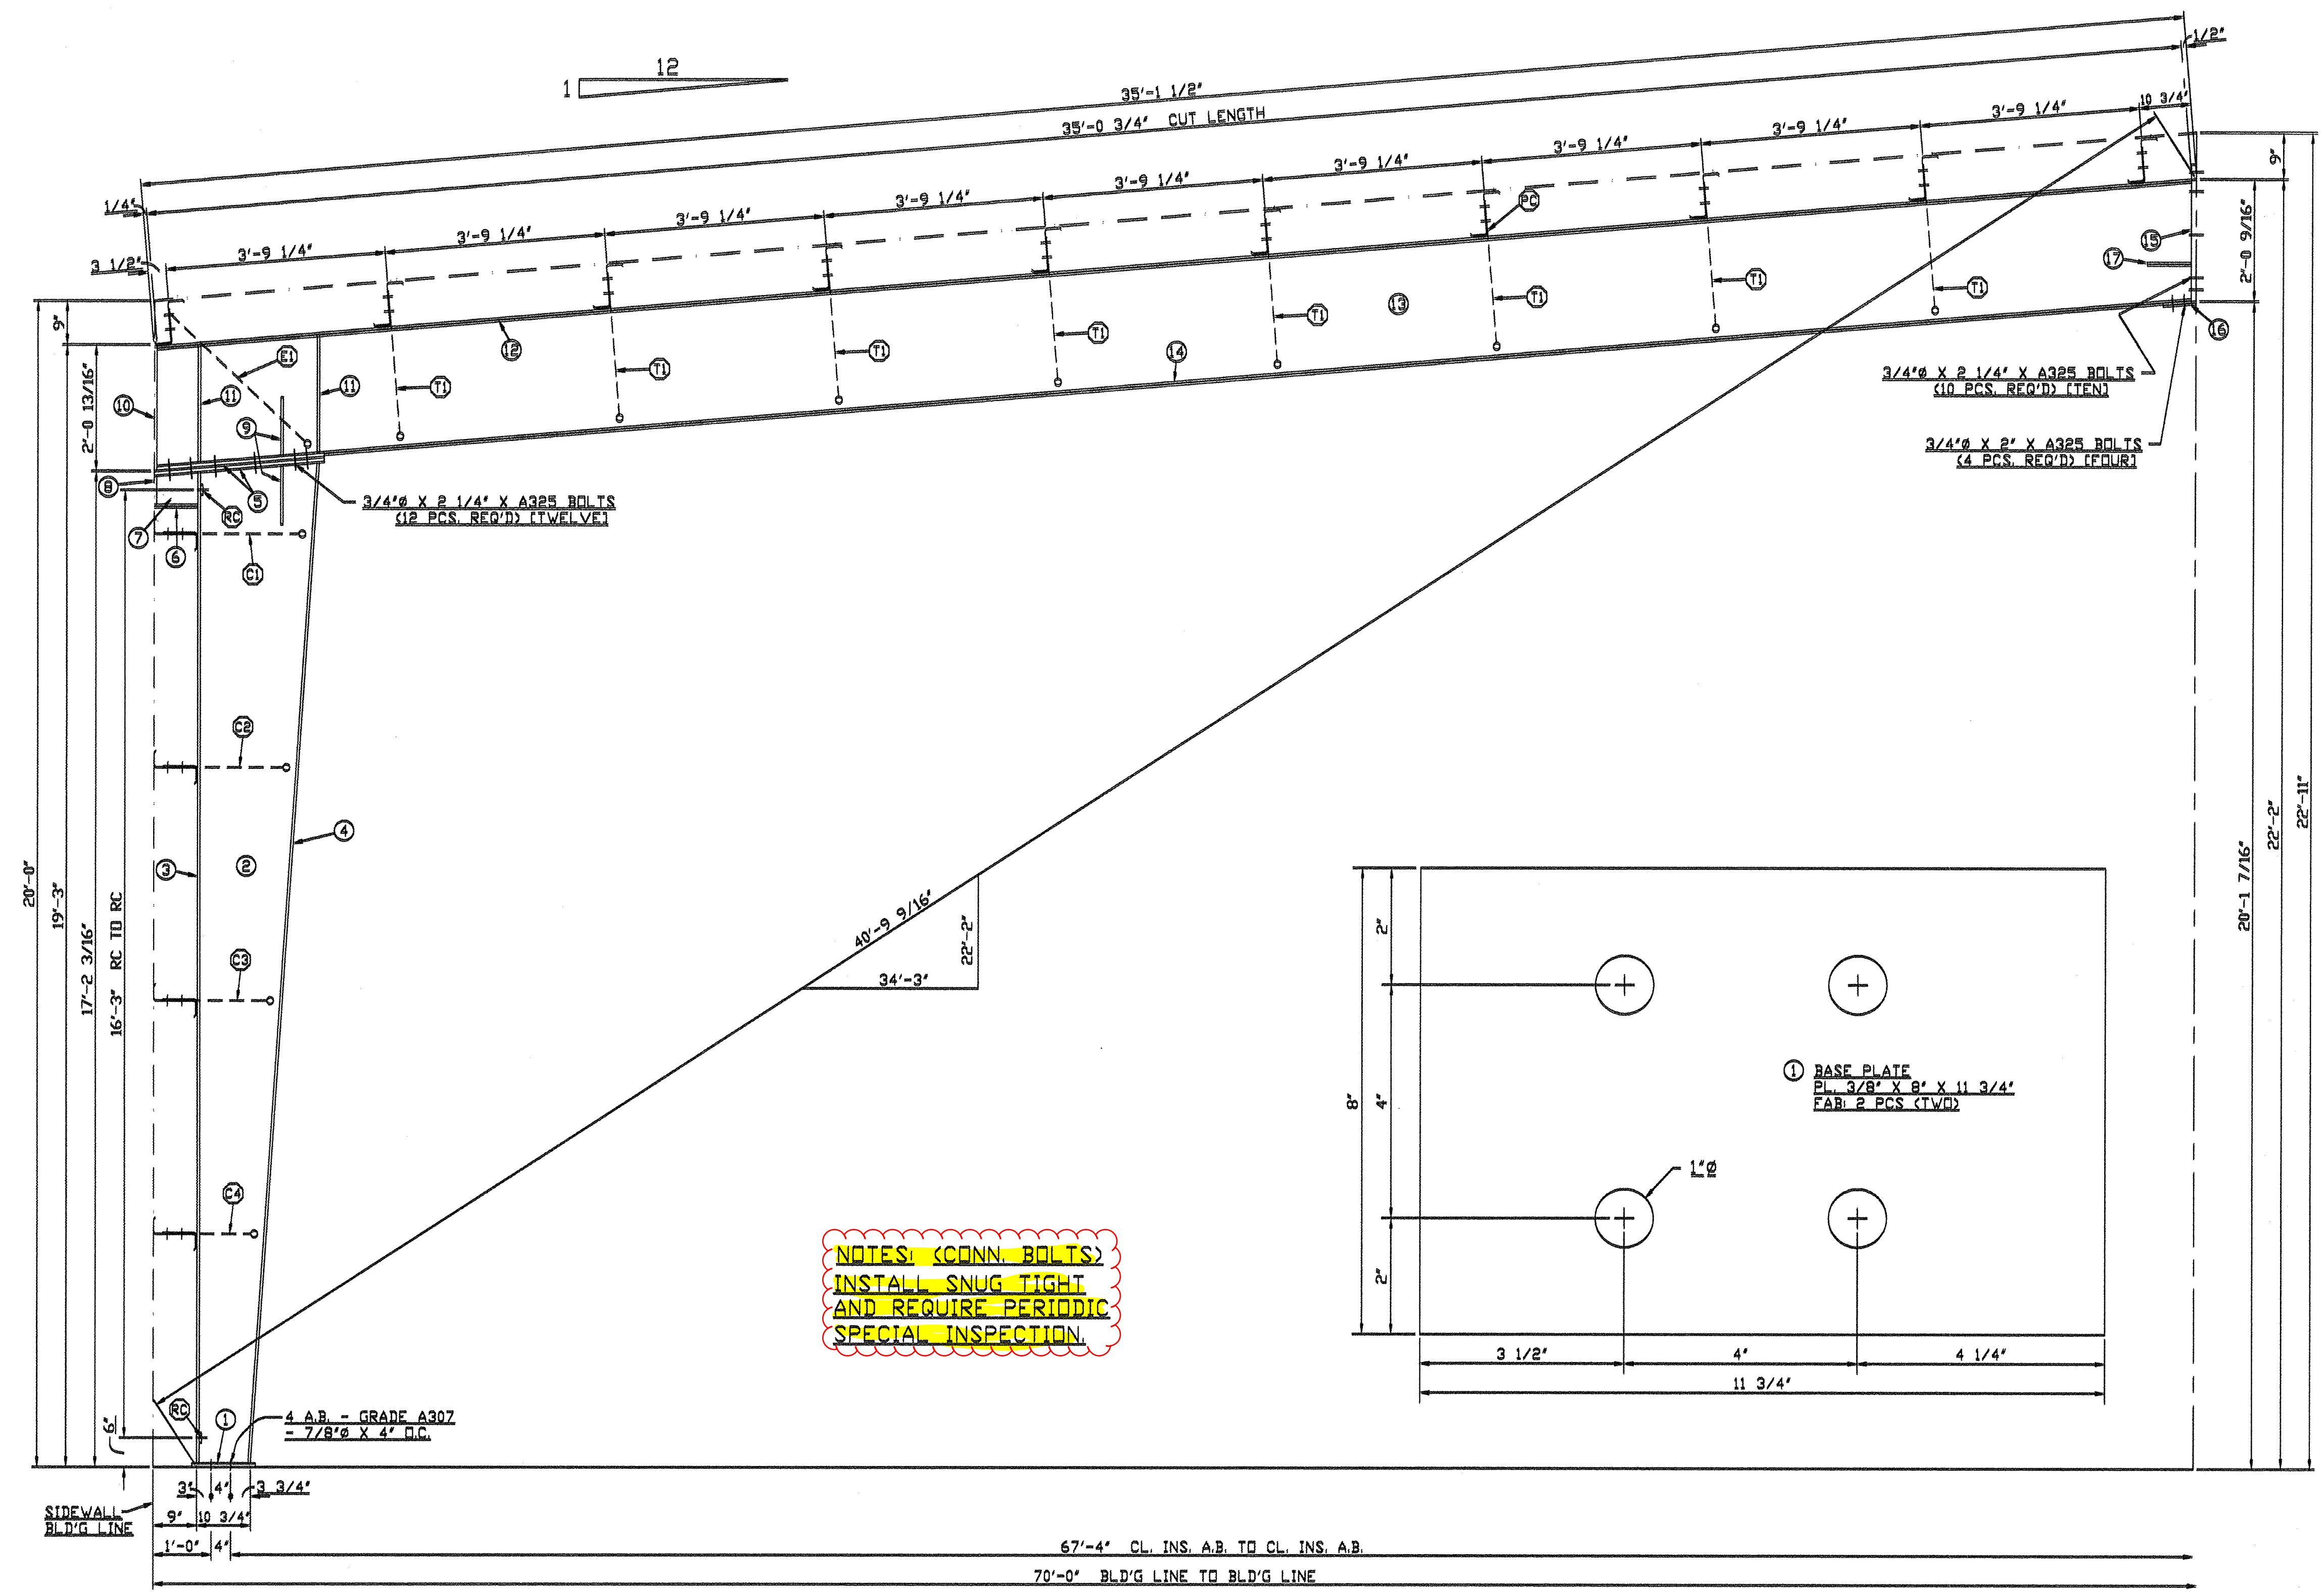 12
1
35'-1 1/2"
35'-0 3/4" CUT LENGTH
1/2"
10 3/4"
3'-9 1/4"
3'-9 1/4"
3'-9 1/4"
3'-9 1/4"
3'-9 1/4"
3'-9 1/4"
3'-9 1/4"
3'-9 1/4"
3'-9 1/4"
1/4"
3 1/2"
9"
9"
PC
15
17
2'-0 9/16"
16
13
12
14
T1
T1
T1
T1
T1
T1
T1
T1
E1
11
11
10
9
2'-0 13/16"
8
5
RC
7
6
C1
3/4"Ø X 2 1/4" X A325 BOLTS
(12 PCS. REQ'D) [TWELVE]
3/4"Ø X 2 1/4" X A325 BOLTS
(10 PCS. REQ'D) [TEN]
3/4"Ø X 2" X A325 BOLTS
(4 PCS. REQ'D) [FOUR]
C2
4
3
2
C3
C4
20'-0"
19'-3"
17'-2 3/16"
16'-3" RC TO RC
6"
40'-9 9/16"
22'-2"
34'-3"
20'-1 7/16"
22'-2"
22'-11"
8"
2"
4"
2"
1 BASE PLATE
PL. 3/8" X 8" X 11 3/4"
FAB: 2 PCS (TWO)
1"Ø
3 1/2"
4"
4 1/4"
11 3/4"
NOTES: (CONN. BOLTS)
INSTALL SNUG TIGHT
AND REQUIRE PERIODIC
SPECIAL INSPECTION.
RC
1
4 A.B. - GRADE A307
- 7/8"Ø X 4" O.C.
3"
4"
3 3/4"
SIDEWALL
BLD'G LINE
9"
10 3/4"
1'-0"
4"
67'-4" CL. INS. A.B. TO CL. INS. A.B.
70'-0" BLD'G LINE TO BLD'G LINE